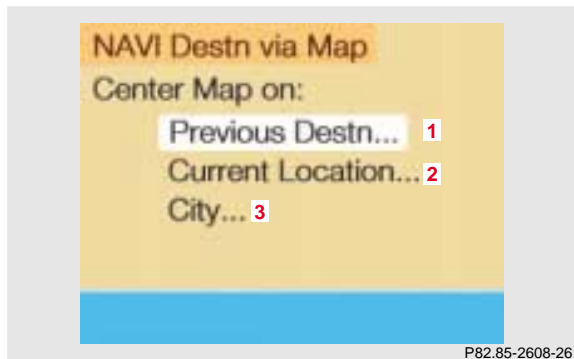 NAVI Destn via Map
Center Map on:
Previous Destn... 1
Current Location... 2
City... 3
P82.85-2608-26